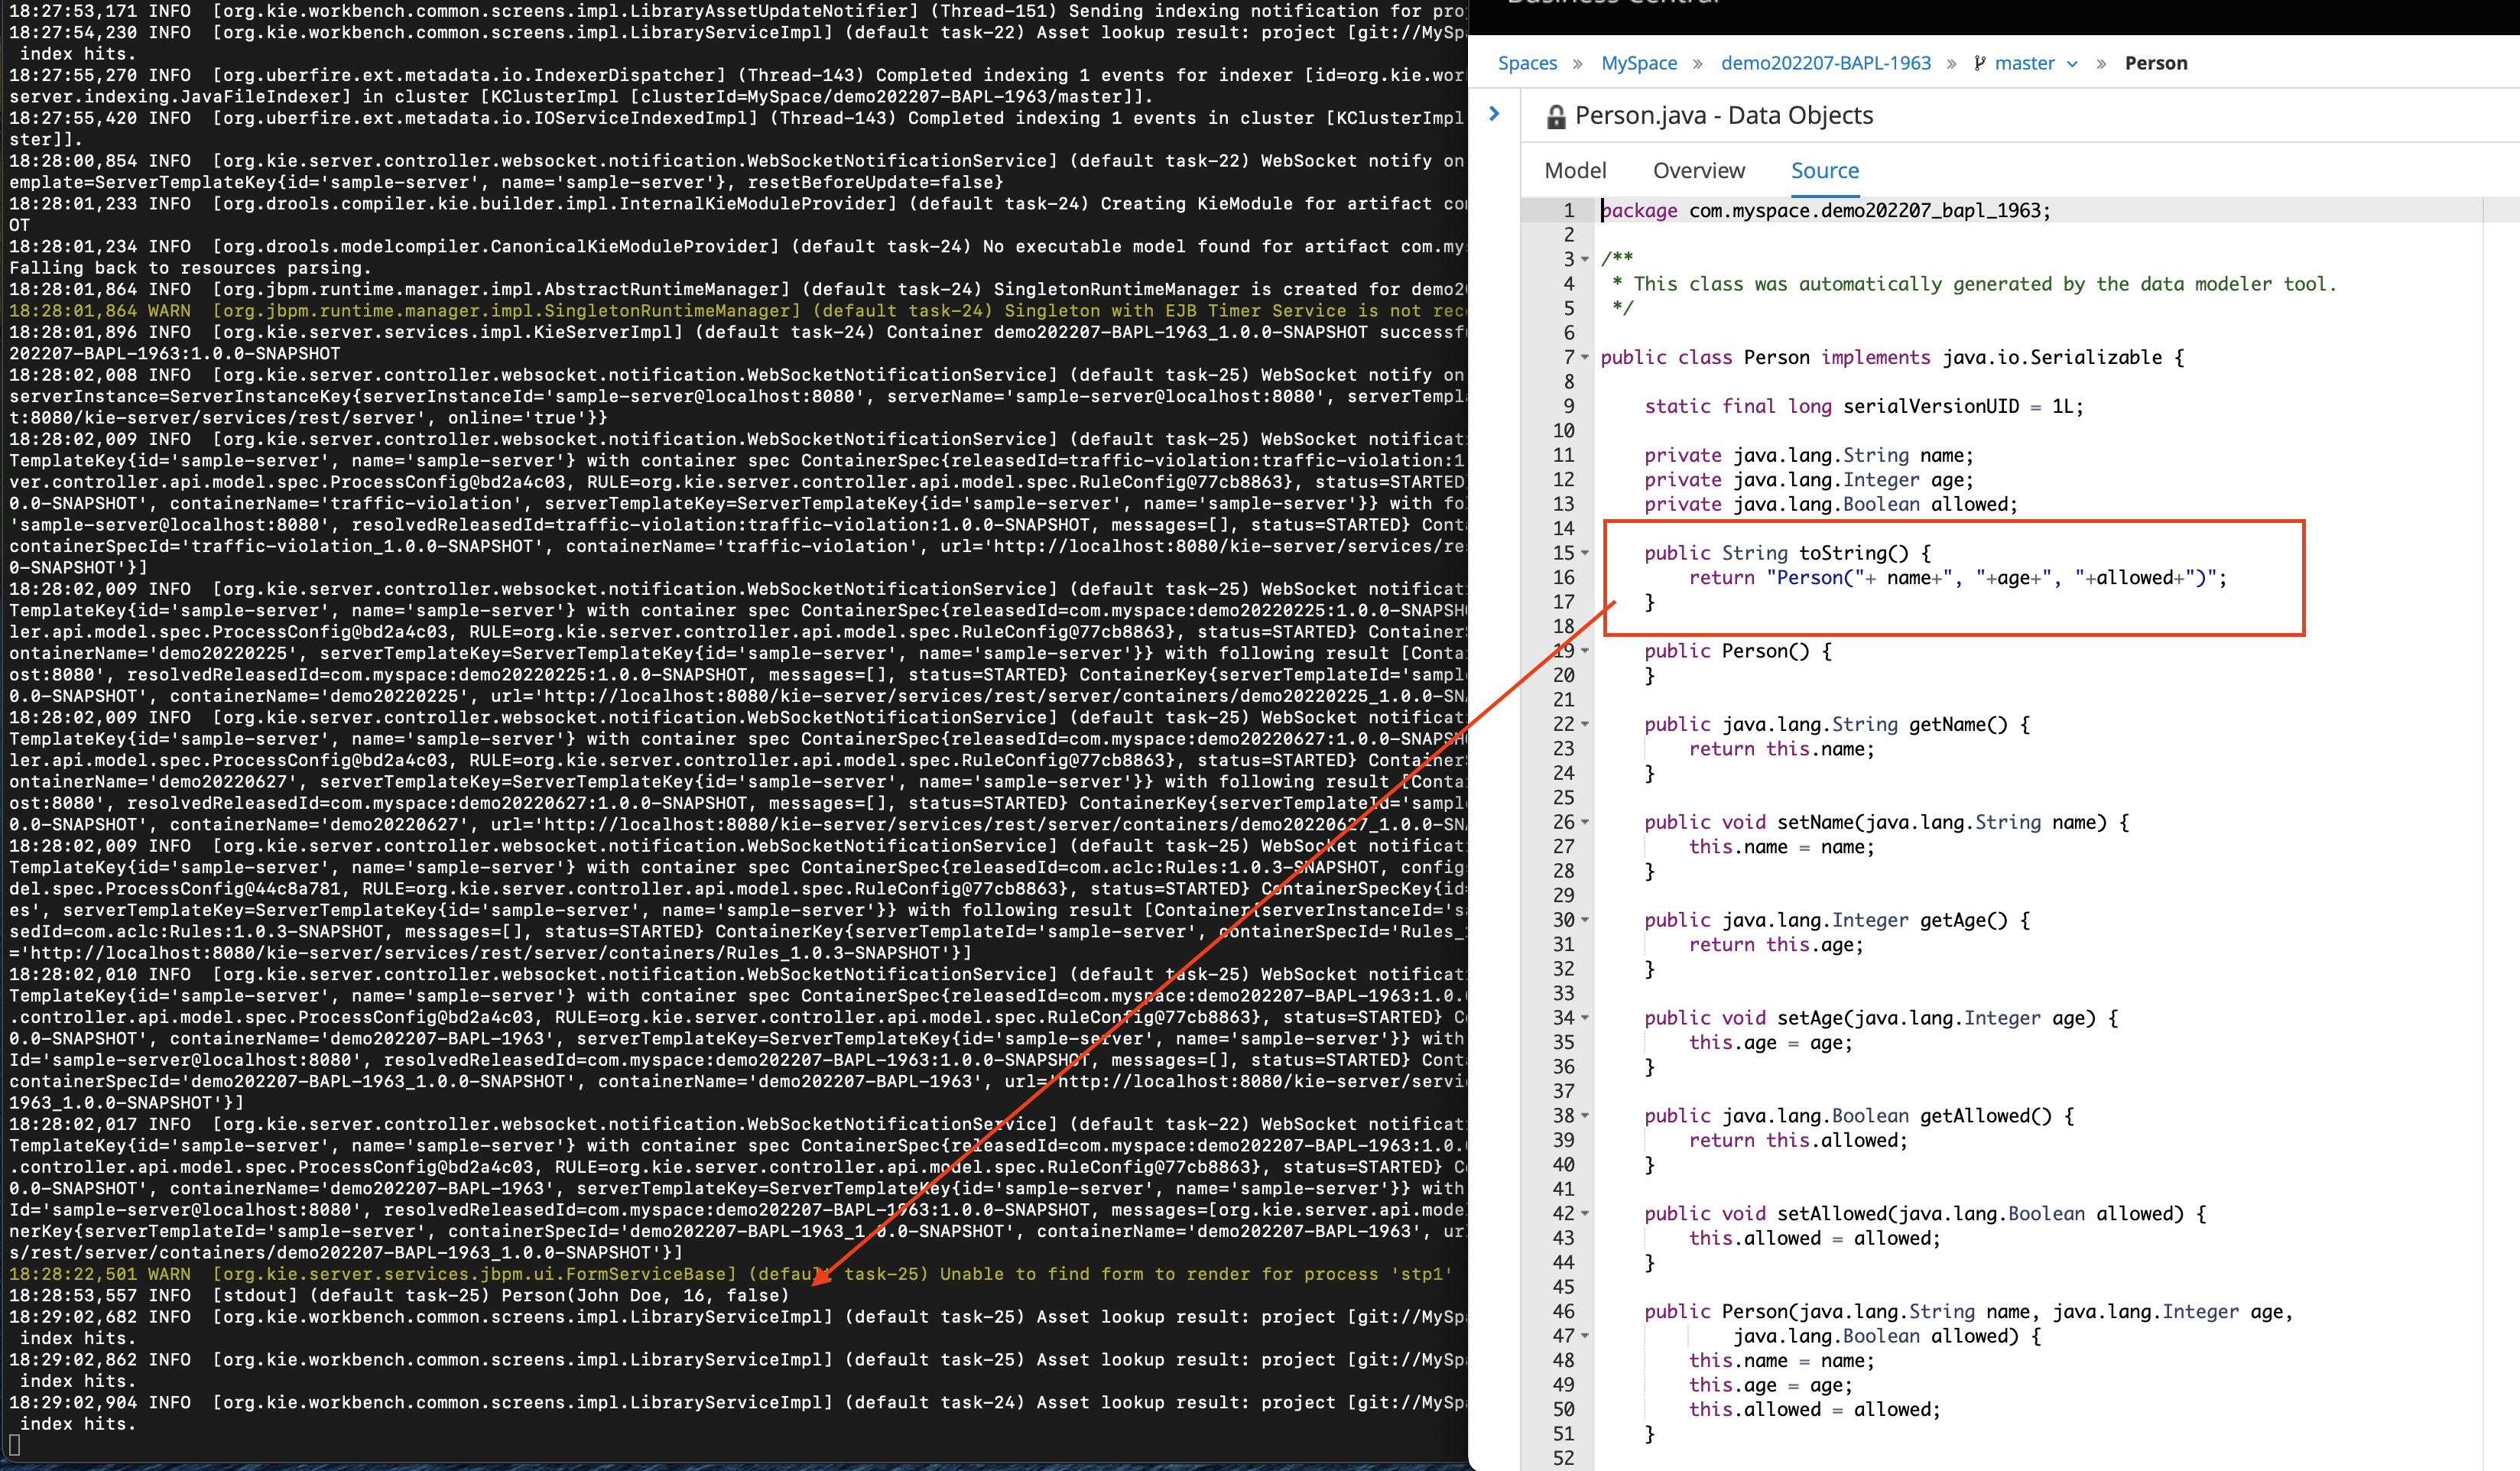 18:27:53,171 INFO  [org.kie.workbench.common.screens.impl.LibraryAssetUpdateNotifier] (Thread-151) Sending indexing notification for
18:27:54,230 INFO  [org.kie.workbench.common.screens.impl.LibraryServiceImpl] (default task-22) Asset lookup result: project [git://MySp
 index hits.
18:27:55,270 INFO  [org.uberfire.ext.metadata.io.IndexerDispatcher] (Thread-143) Completed indexing 1 events for indexer [id=org.kie.wor
server.indexing.JavaFileIndexer] in cluster [KClusterImpl [clusterId=MySpace/demo202207-BAPL-1963/master]].
18:27:55,420 INFO  [org.uberfire.ext.metadata.io.IOServiceIndexedImpl] (Thread-143) Completed indexing 1 events in cluster [KClusterImpl
ster]].
18:28:00,854 INFO  [org.kie.server.controller.websocket.notification.WebSocketNotificationService] (default task-22) WebSocket notify on
emplate=ServerTemplateKey{id='sample-server', name='sample-server'}, resetBeforeUpdate=false}
18:28:01,233 INFO  [org.drools.compiler.kie.builder.impl.InternalKieModuleProvider] (default task-24) Creating KieModule for artifact co
OT
18:28:01,234 INFO  [org.drools.modelcompiler.CanonicalKieModuleProvider] (default task-24) No executable model found for artifact com.my
Falling back to resources parsing.
18:28:01,864 INFO  [org.jbpm.runtime.manager.impl.AbstractRuntimeManager] (default task-24) SingletonRuntimeManager is created for demo2
18:28:01,864 WARN  [org.jbpm.runtime.manager.impl.SingletonRuntimeManager] (default task-24) Singleton with EJB Timer Service is not rec
18:28:01,896 INFO  [org.kie.server.services.impl.KieServerImpl] (default task-24) Container demo202207-BAPL-1963_1.0.0-SNAPSHOT successf
202207-BAPL-1963:1.0.0-SNAPSHOT
18:28:02,008 INFO  [org.kie.server.controller.websocket.notification.WebSocketNotificationService] (default task-25) WebSocket notify on
serverInstance=ServerInstanceKey{serverInstanceId='sample-server@localhost:8080', serverName='sample-server@localhost:8080', serverTempl
t:8080/kie-server/services/rest/server', online='true'}}
18:28:02,009 INFO  [org.kie.server.controller.websocket.notification.WebSocketNotificationService] (default task-25) WebSocket notificat
TemplateKey{id='sample-server', name='sample-server'} with container spec ContainerSpec{releasedId=traffic-violation:traffic-violation:1
ver.controller.api.model.spec.ProcessConfig@bd2a4c03, RULE=org.kie.server.controller.api.model.spec.RuleConfig@77cb8863}, status=STARTED
0.0-SNAPSHOT', containerName='traffic-violation', serverTemplateKey=ServerTemplateKey{id='sample-server', name='sample-server'}} with fo
'sample-server@localhost:8080', resolvedReleasedId=traffic-violation:traffic-violation:1.0.0-SNAPSHOT, messages=[], status=STARTED} Cont
containerSpecId='traffic-violation_1.0.0-SNAPSHOT', containerName='traffic-violation', url='http://localhost:8080/kie-server/services/re
0-SNAPSHOT'}]
18:28:02,009 INFO  [org.kie.server.controller.websocket.notification.WebSocketNotificationService] (default task-25) WebSocket notificat
TemplateKey{id='sample-server', name='sample-server'} with container spec ContainerSpec{releasedId=com.myspace:demo20220225:1.0.0-SNAPSH
ler.api.model.spec.ProcessConfig@bd2a4c03, RULE=org.kie.server.controller.api.model.spec.RuleConfig@77cb8863}, status=STARTED} Container
ontainerName='demo20220225', serverTemplateKey=ServerTemplateKey{id='sample-server', name='sample-server'}} with following result [Conta
ost:8080', resolvedReleasedId=com.myspace:demo20220225:1.0.0-SNAPSHOT, messages=[], status=STARTED} ContainerKey{serverTemplateId='sampl
0.0-SNAPSHOT', containerName='demo20220225', url='http://localhost:8080/kie-server/services/rest/server/containers/demo20220225_1.0.0-SN
18:28:02,009 INFO  [org.kie.server.controller.websocket.notification.WebSocketNotificationService] (default task-25) WebSocket notificat
TemplateKey{id='sample-server', name='sample-server'} with container spec ContainerSpec{releasedId=com.myspace:demo20220627:1.0.0-SNAPSH
ler.api.model.spec.ProcessConfig@bd2a4c03, RULE=org.kie.server.controller.api.model.spec.RuleConfig@77cb8863}, status=STARTED} Container
ontainerName='demo20220627', serverTemplateKey=ServerTemplateKey{id='sample-server', name='sample-server'}} with following result [Conta
ost:8080', resolvedReleasedId=com.myspace:demo20220627:1.0.0-SNAPSHOT, messages=[], status=STARTED} ContainerKey{serverTemplateId='sampl
0.0-SNAPSHOT', containerName='demo20220627', url='http://localhost:8080/kie-server/services/rest/server/containers/demo20220627_1.0.0-SN
18:28:02,009 INFO  [org.kie.server.controller.websocket.notification.WebSocketNotificationService] (default task-25) WebSocket notificat
TemplateKey{id='sample-server', name='sample-server'} with container spec ContainerSpec{releasedId=com.aclc:Rules:1.0.3-SNAPSHOT, config
del.spec.ProcessConfig@44c8a781, RULE=org.kie.server.controller.api.model.spec.RuleConfig@77cb8863}, status=STARTED} ContainerSpecKey{id=
es', serverTemplateKey=ServerTemplateKey{id='sample-server', name='sample-server'}} with following result [Container{serverInstanceId='s
sedId=com.aclc:Rules:1.0.3-SNAPSHOT, messages=[], status=STARTED} ContainerKey{serverTemplateId='sample-server', containerSpecId='Rules_
='http://localhost:8080/kie-server/services/rest/server/containers/Rules_1.0.3-SNAPSHOT'}]
18:28:02,010 INFO  [org.kie.server.controller.websocket.notification.WebSocketNotificationService] (default task-25) WebSocket notificat
TemplateKey{id='sample-server', name='sample-server'} with container spec ContainerSpec{releasedId=com.myspace:demo202207-BAPL-1963:1.0.
.controller.api.model.spec.ProcessConfig@bd2a4c03, RULE=org.kie.server.controller.api.model.spec.RuleConfig@77cb8863}, status=STARTED} C
0.0-SNAPSHOT', containerName='demo202207-BAPL-1963', serverTemplateKey=ServerTemplateKey{id='sample-server', name='sample-server'}} with
Id='sample-server@localhost:8080', resolvedReleasedId=com.myspace:demo202207-BAPL-1963:1.0.0-SNAPSHOT, messages=[], status=STARTED} Cont
containerSpecId='demo202207-BAPL-1963_1.0.0-SNAPSHOT', containerName='demo202207-BAPL-1963', url='http://localhost:8080/kie-server/servi
1963_1.0.0-SNAPSHOT'}]
18:28:02,017 INFO  [org.kie.server.controller.websocket.notification.WebSocketNotificationService] (default task-22) WebSocket notificat
TemplateKey{id='sample-server', name='sample-server'} with container spec ContainerSpec{releasedId=com.myspace:demo202207-BAPL-1963:1.0.
.controller.api.model.spec.ProcessConfig@bd2a4c03, RULE=org.kie.server.controller.api.model.spec.RuleConfig@77cb8863}, status=STARTED} C
0.0-SNAPSHOT', containerName='demo202207-BAPL-1963', serverTemplateKey=ServerTemplateKey{id='sample-server', name='sample-server'}} with
Id='sample-server@localhost:8080', resolvedReleasedId=com.myspace:demo202207-BAPL-1963:1.0.0-SNAPSHOT, messages=[org.kie.server.api.mode
nerKey{serverTemplateId='sample-server', containerSpecId='demo202207-BAPL-1963_1.0.0-SNAPSHOT', containerName='demo202207-BAPL-1963', ur
s/rest/server/containers/demo202207-BAPL-1963_1.0.0-SNAPSHOT'}]
18:28:22,501 WARN  [org.kie.server.services.jbpm.ui.FormServiceBase] (default task-25) Unable to find form to render for process 'stp1'
18:28:53,557 INFO  [stdout] (default task-25) Person(John Doe, 16, false)
18:29:02,682 INFO  [org.kie.workbench.common.screens.impl.LibraryServiceImpl] (default task-25) Asset lookup result: project [git://MySp
 index hits.
18:29:02,862 INFO  [org.kie.workbench.common.screens.impl.LibraryServiceImpl] (default task-25) Asset lookup result: project [git://MySp
 index hits.
18:29:02,904 INFO  [org.kie.workbench.common.screens.impl.LibraryServiceImpl] (default task-24) Asset lookup result: project [git://MySp
 index hits.
Business Central
Spaces » MySpace » demo202207-BAPL-1963 » master » Person
Person.java - Data Objects
Model Overview Source
1 package com.myspace.demo202207_bapl_1963;
2
3 /**
4  * This class was automatically generated by the data modeler tool.
5  */
6
7 public class Person implements java.io.Serializable {
8
9     static final long serialVersionUID = 1L;
10
11     private java.lang.String name;
12     private java.lang.Integer age;
13     private java.lang.Boolean allowed;
14
15     public String toString() {
16         return "Person("+ name+", "+age+", "+allowed+")";
17     }
18
19     public Person() {
20     }
21
22     public java.lang.String getName() {
23         return this.name;
24     }
25
26     public void setName(java.lang.String name) {
27         this.name = name;
28     }
29
30     public java.lang.Integer getAge() {
31         return this.age;
32     }
33
34     public void setAge(java.lang.Integer age) {
35         this.age = age;
36     }
37
38     public java.lang.Boolean getAllowed() {
39         return this.allowed;
40     }
41
42     public void setAllowed(java.lang.Boolean allowed) {
43         this.allowed = allowed;
44     }
45
46     public Person(java.lang.String name, java.lang.Integer age,
47             java.lang.Boolean allowed) {
48         this.name = name;
49         this.age = age;
50         this.allowed = allowed;
51     }
52